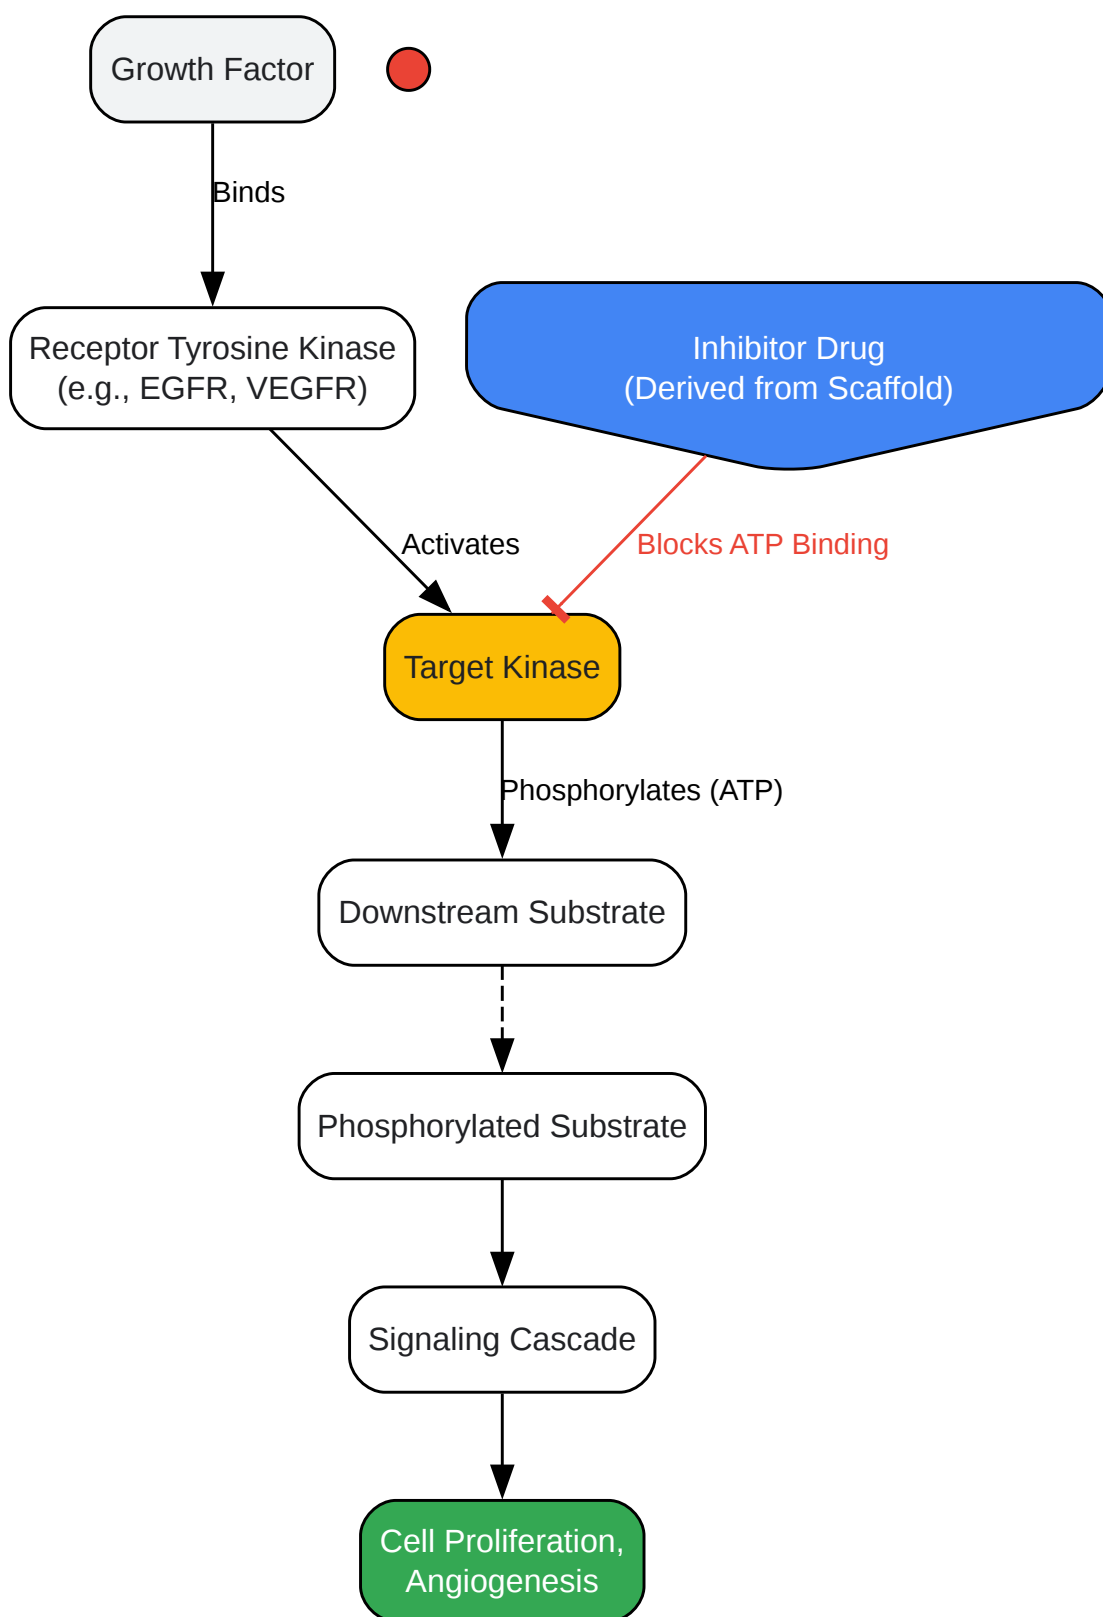 Growth Factor
Binds
Receptor Tyrosine Kinase
(e.g., EGFR, VEGFR)
Inhibitor Drug
(Derived from Scaffold)
Activates
Blocks ATP Binding
Target Kinase
Phosphorylates (ATP)
Downstream Substrate
Phosphorylated Substrate
Signaling Cascade
Cell Proliferation,
Angiogenesis